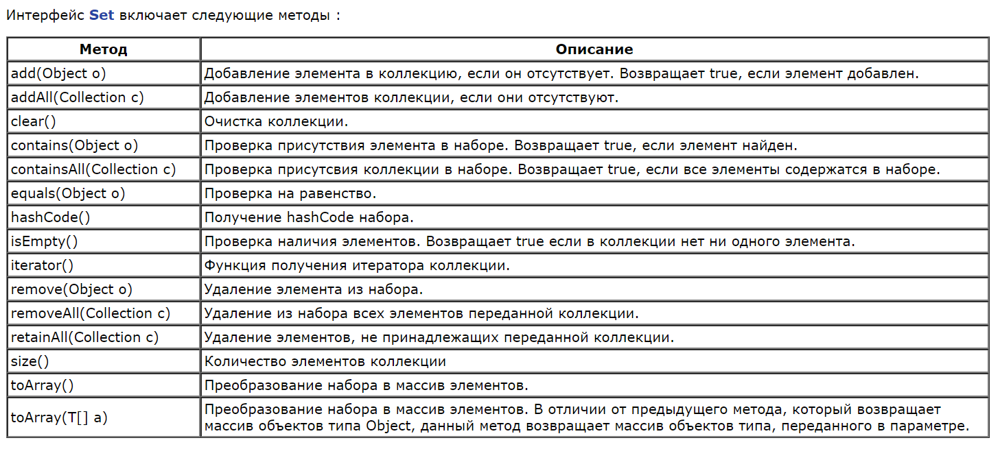 Интерфейс Set включает следующие методы :
Метод Описание
add(Object o) Добавление элемента в коллекцию, если он отсутствует. Возвращает true, если элемент добавлен.
addAll(Collection c) Добавление элементов коллекции, если они отсутствуют.
clear() Очистка коллекции.
contains(Object o) Проверка присутствия элемента в наборе. Возвращает true, если элемент найден.
containsAll(Collection c) Проверка присутсвия коллекции в наборе. Возвращает true, если все элементы содержатся в наборе.
equals(Object o) Проверка на равенство.
hashCode() Получение hashCode набора.
isEmpty() Проверка наличия элементов. Возвращает true если в коллекции нет ни одного элемента.
iterator() Функция получения итератора коллекции.
remove(Object o) Удаление элемента из набора.
removeAll(Collection c) Удаление из набора всех элементов переданной коллекции.
retainAll(Collection c) Удаление элементов, не принадлежащих переданной коллекции.
size() Количество элементов коллекции
toArray() Преобразование набора в массив элементов.
toArray(T[] a) Преобразование набора в массив элементов. В отличии от предыдущего метода, который возвращает
массив объектов типа Object, данный метод возвращает массив объектов типа, переданного в параметре.